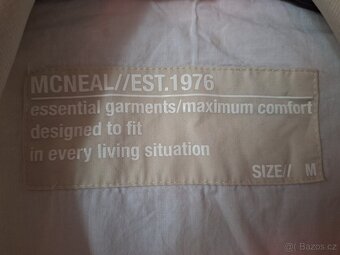 MCNEAL//EST.1976
essential garments/maximum comfort
designed to fit
in every living situation
SIZE// M
Bazos.cz